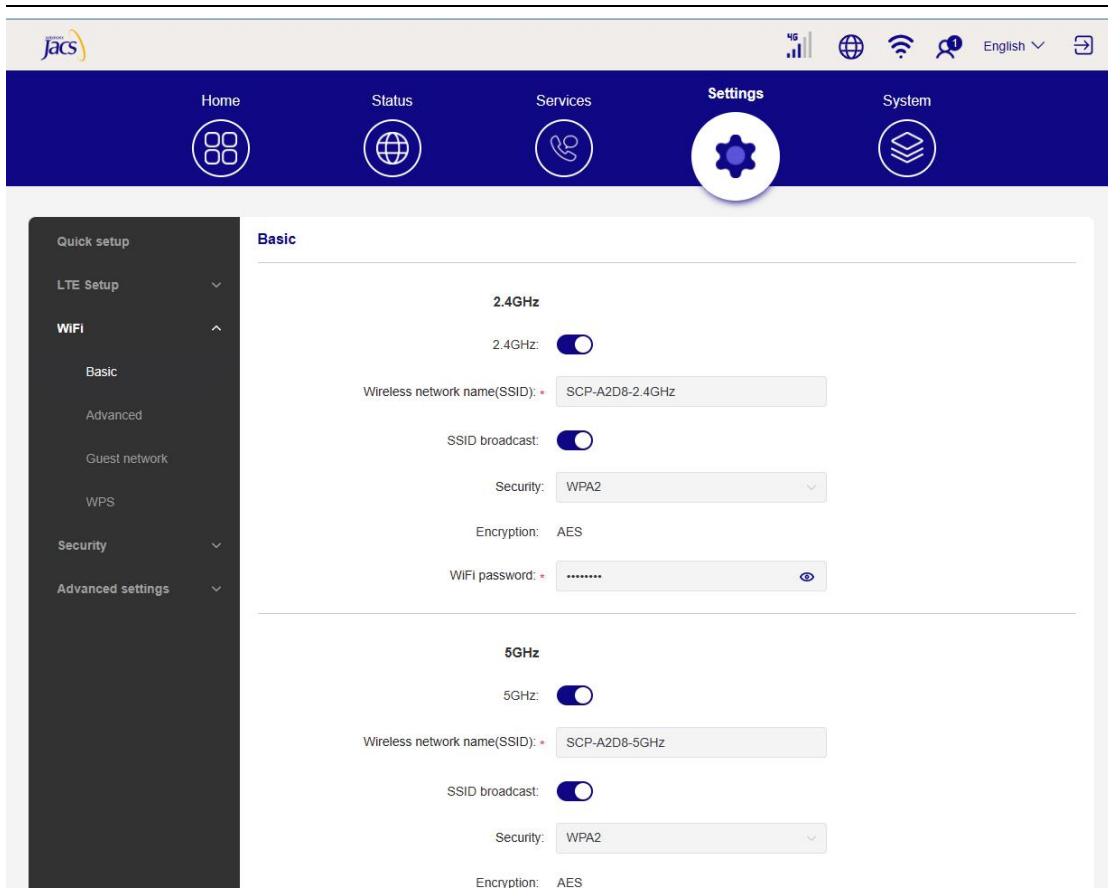 Jacs
4G
1
English
Home
Status
Services
Settings
System
Quick setup
LTE Setup
WiFi
Basic
Advanced
Guest network
WPS
Security
Advanced settings
Basic
2.4GHz
2.4GHz:
Wireless network name(SSID): * SCP-A2D8-2.4GHz
SSID broadcast:
Security: WPA2
Encryption: AES
WiFi password: * ••••••••
5GHz
5GHz:
Wireless network name(SSID): * SCP-A2D8-5GHz
SSID broadcast:
Security: WPA2
Encryption: AES